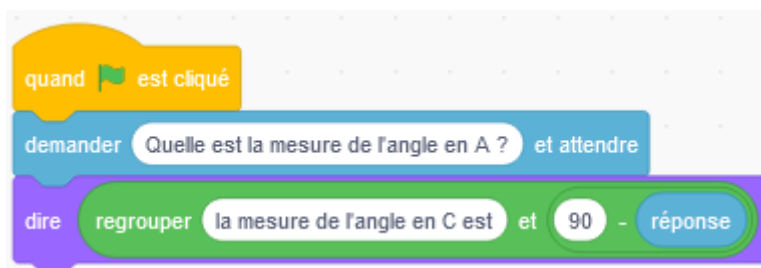 quand est cliqué
demander Quelle est la mesure de l'angle en A ? et attendre
dire regrouper la mesure de l'angle en C est et 90 - réponse